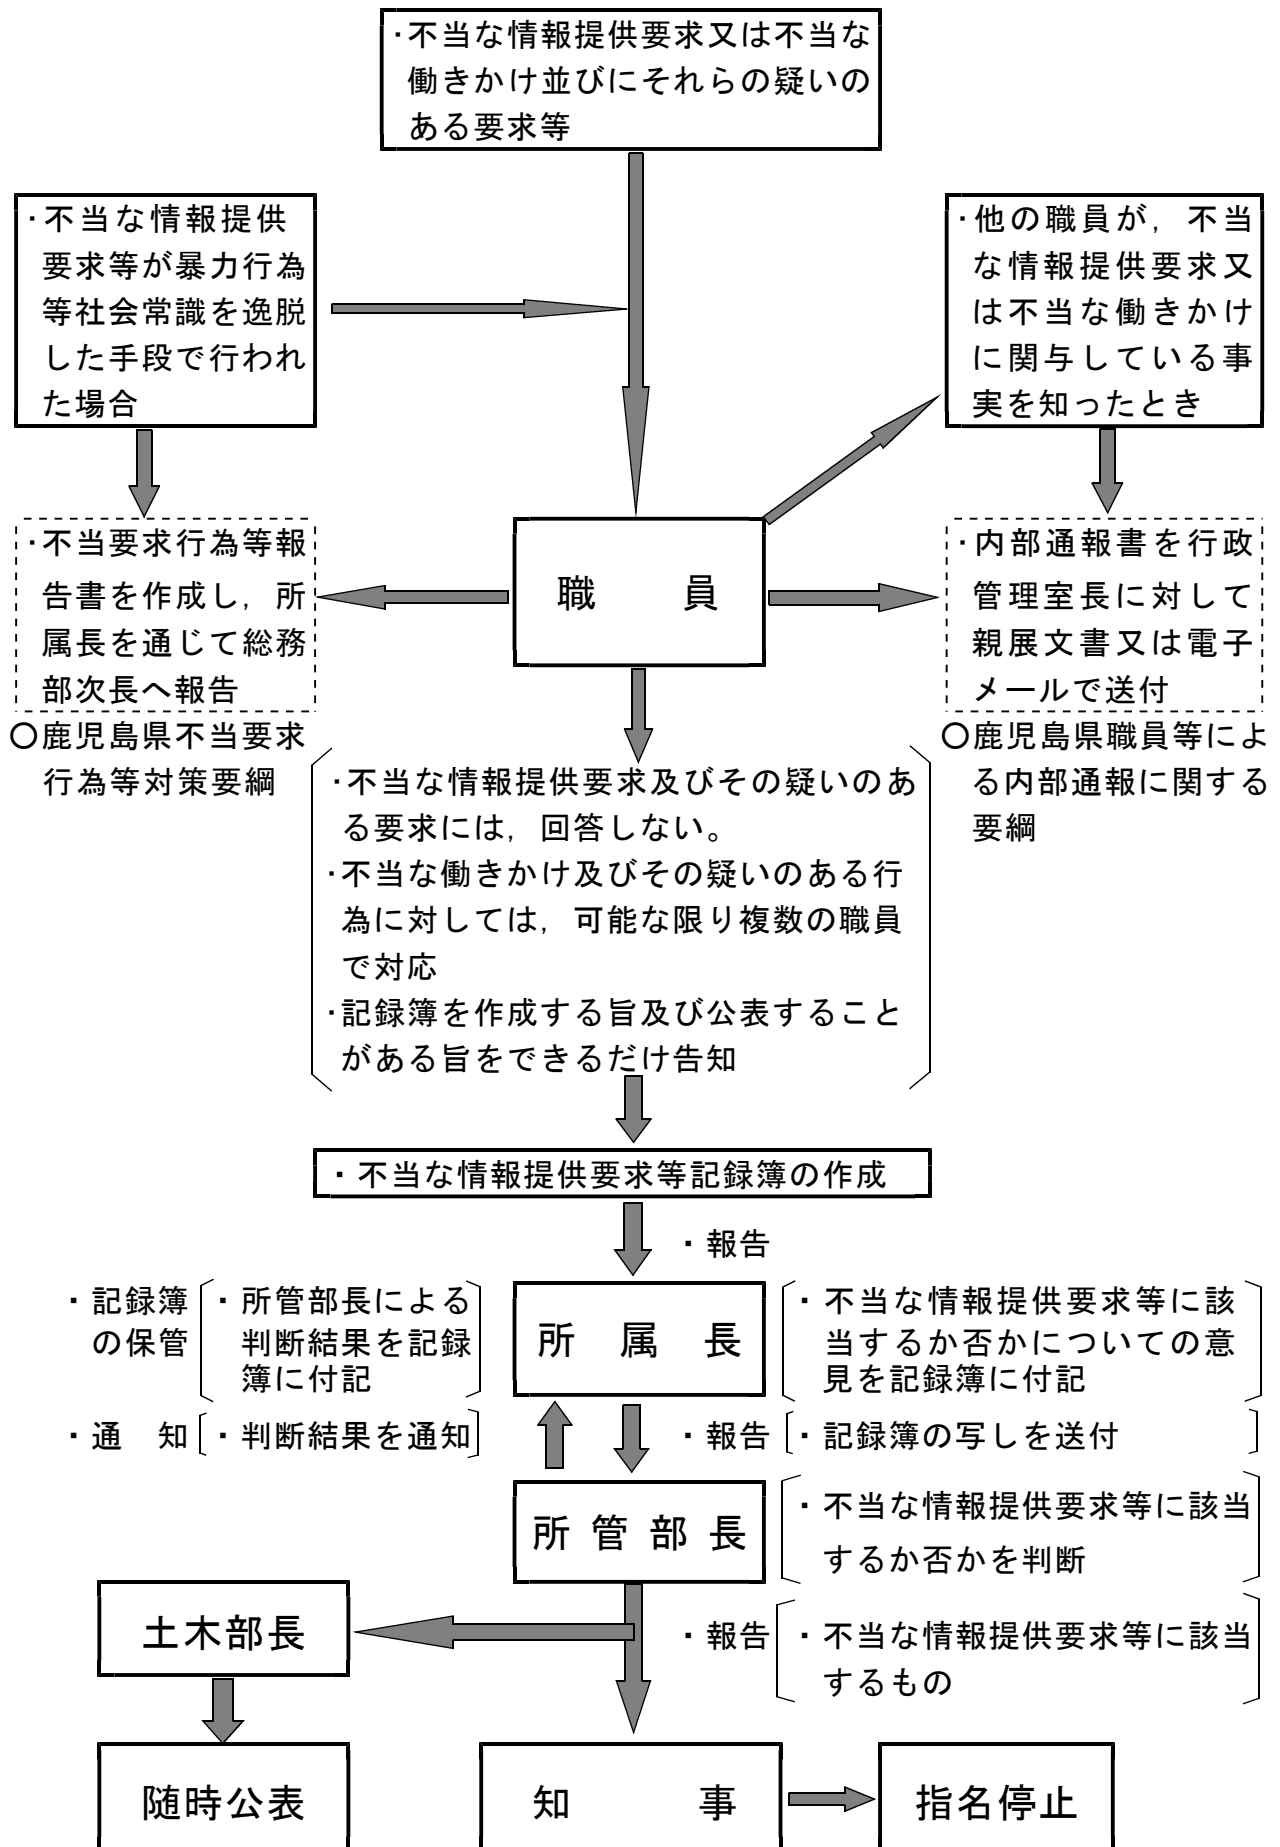 ・不当な情報提供要求又は不当な
働きかけ並びにそれらの疑いの
ある要求等
・不当な情報提供
要求等が暴力行為
等社会常識を逸脱
した手段で行われ
た場合
・他の職員が，不当
な情報提供要求又
は不当な働きかけ
に関与している事
実を知ったとき
・不当要求行為等報
告書を作成し，所
属長を通じて総務
部次長へ報告
○鹿児島県不当要求
行為等対策要綱
職　員
・内部通報書を行政
管理室長に対して
親展文書又は電子
メールで送付
○鹿児島県職員等によ
る内部通報に関する
要綱
・不当な情報提供要求及びその疑いのあ
る要求には，回答しない。
・不当な働きかけ及びその疑いのある行
為に対しては，可能な限り複数の職員
で対応
・記録簿を作成する旨及び公表すること
がある旨をできるだけ告知
・不当な情報提供要求等記録簿の作成
・報告
・記録簿
の保管
・所管部長による
判断結果を記録
簿に付記
所　属　長
・不当な情報提供要求等に該
当するか否かについての意
見を記録簿に付記
・通　知
・判断結果を通知
・報告
・記録簿の写しを送付
所管部長
・不当な情報提供要求等に該当
するか否かを判断
土木部長
・報告
・不当な情報提供要求等に該当
するもの
随時公表
知　事
指名停止